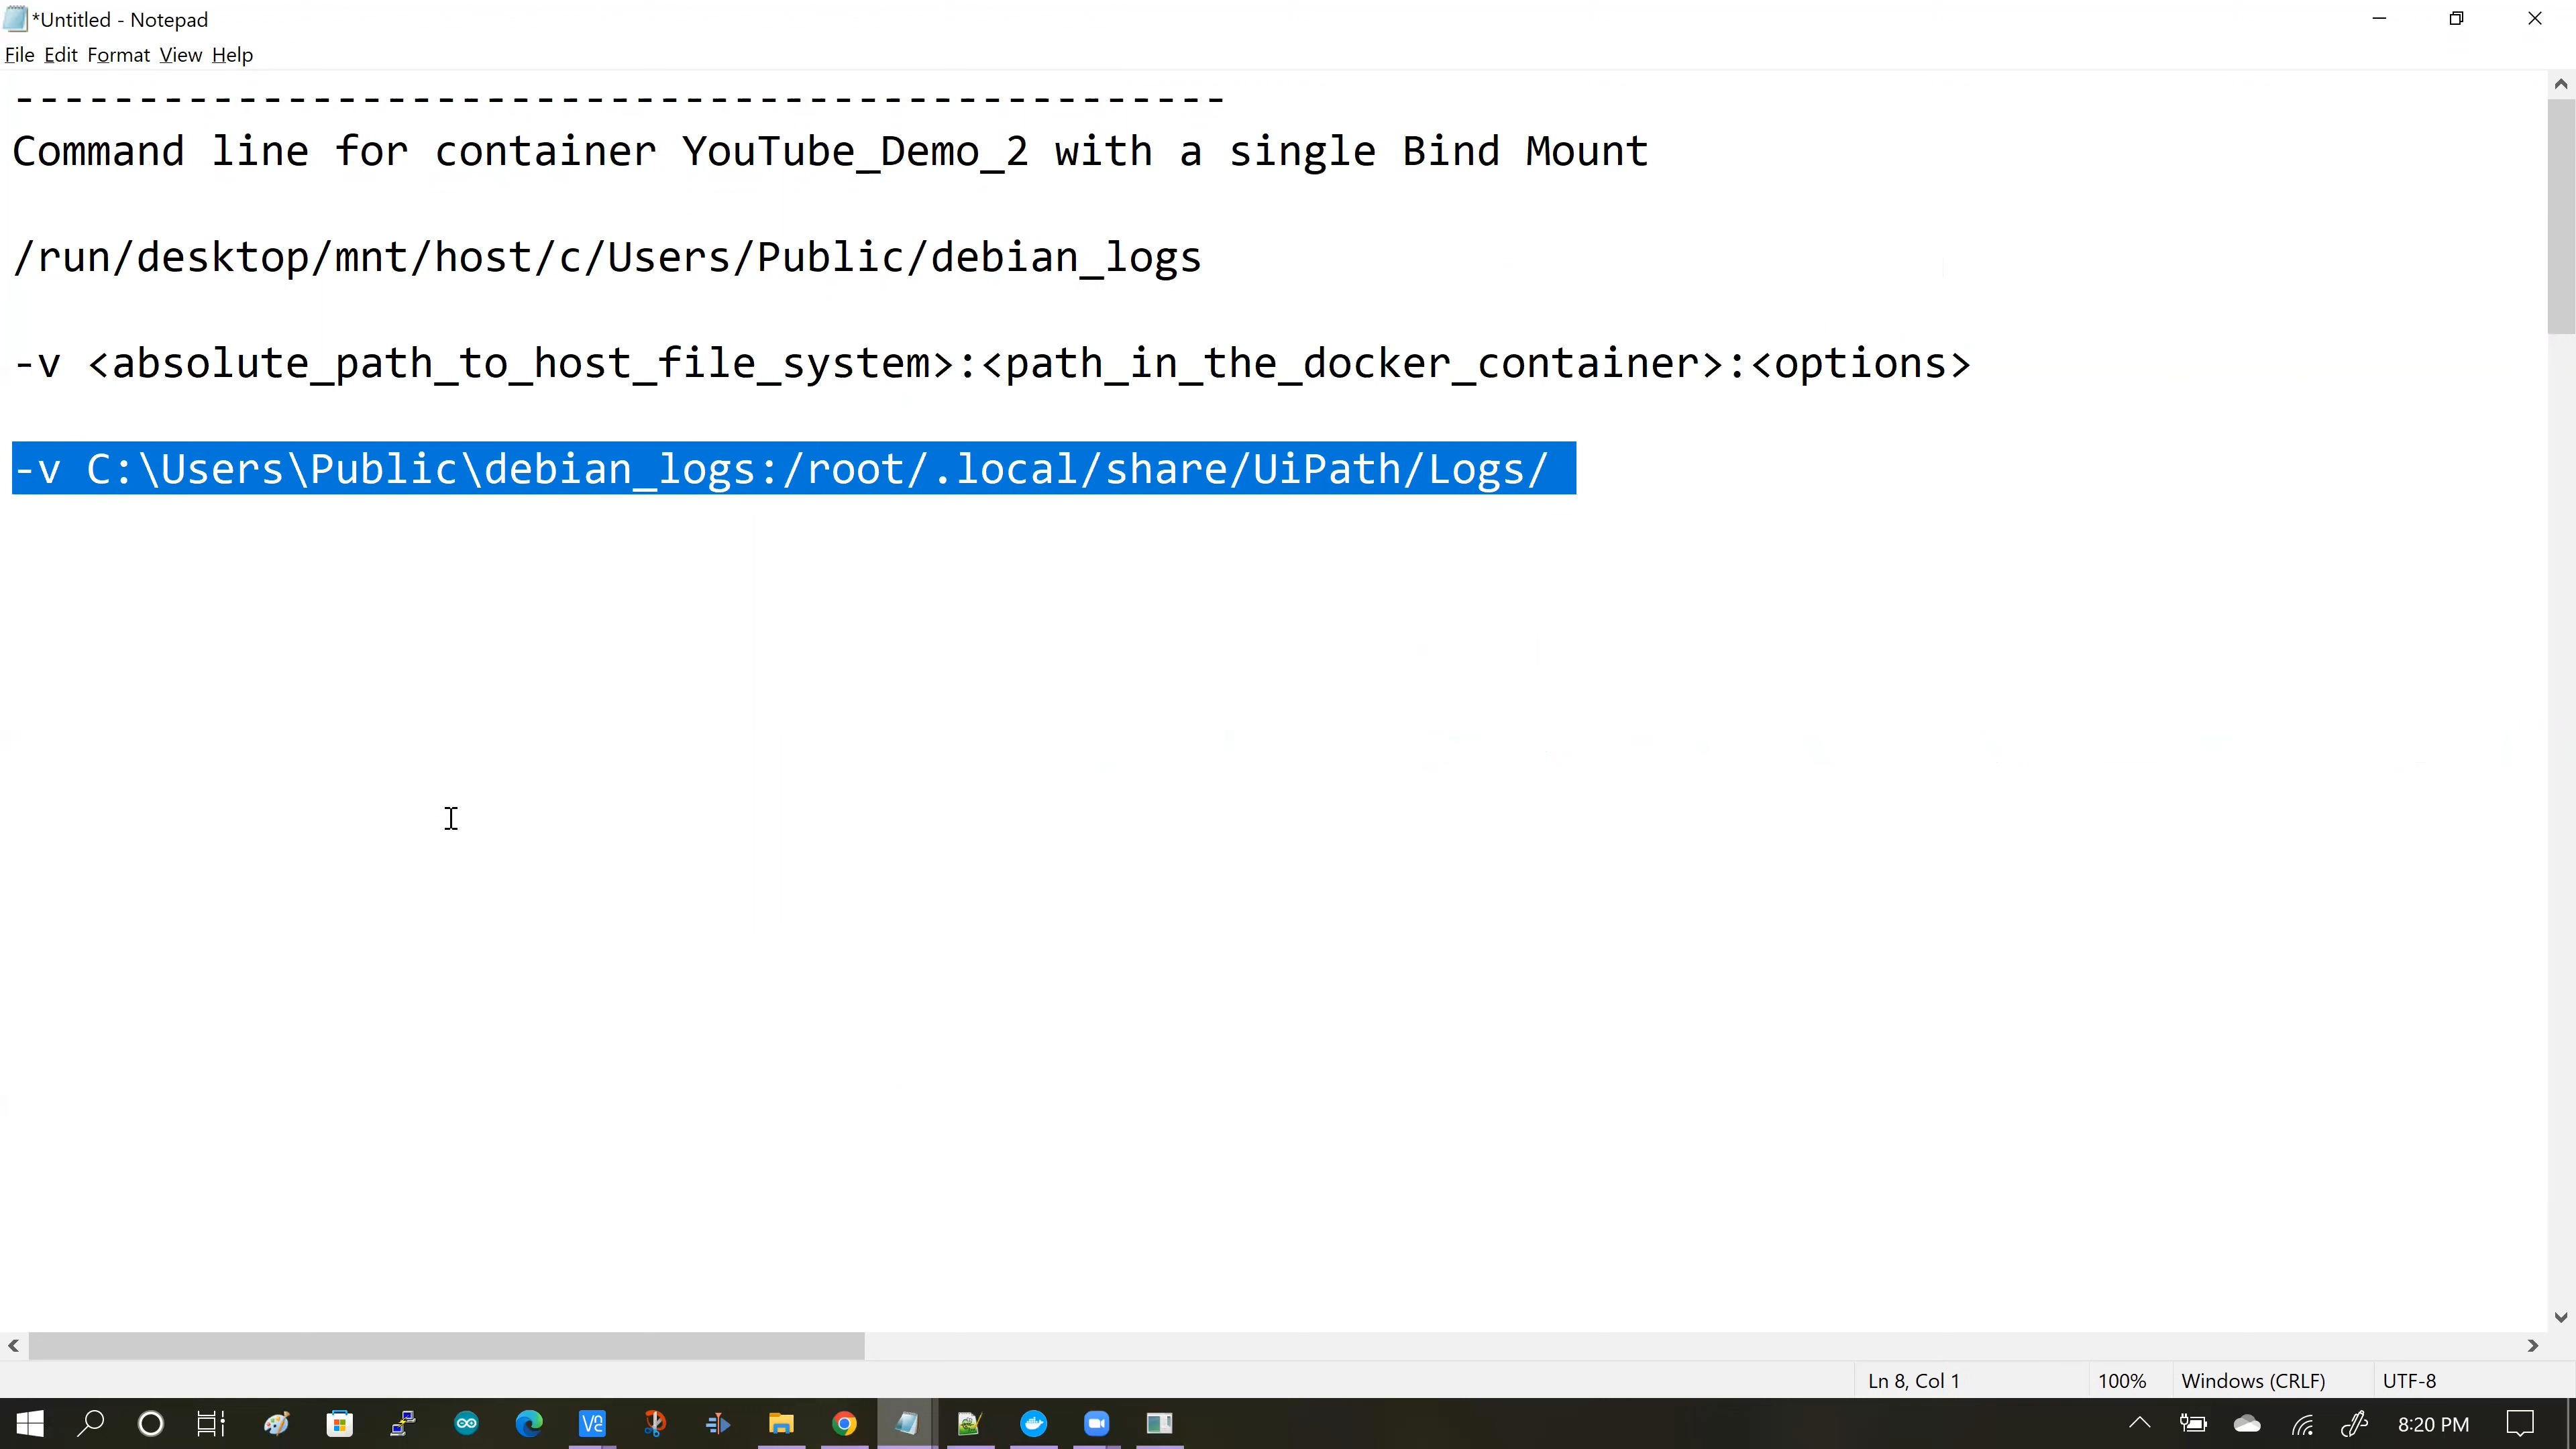 *Untitled - Notepad
File Edit Format View Help
-------------------------------------------------
Command line for container YouTube_Demo_2 with a single Bind Mount
/run/desktop/mnt/host/c/Users/Public/debian_logs
-v <absolute_path_to_host_file_system>:<path_in_the_docker_container>:<options>
-v C:\Users\Public\debian_logs:/root/.local/share/UiPath/Logs/
Ln 8, Col 1 100% Windows (CRLF) UTF-8
8:20 PM